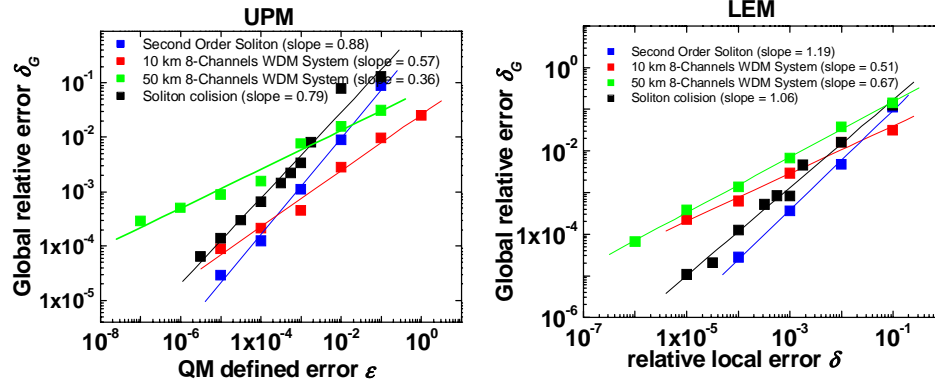 UPM
Second Order Soliton (slope = 0.88)
10 km 8-Channels WDM System (slope = 0.57)
50 km 8-Channels WDM System (slope = 0.36)
Soliton colision (slope = 0.79)
Global relative error δG
10^-1
10^-2
10^-3
1x10^-4
1x10^-5
10^-8 10^-6 1x10^-4 10^-2 10^0
QM defined error ε
LEM
Second Order Soliton (slope = 1.19)
10 km 8-Channels WDM System (slope = 0.51)
50 km 8-Channels WDM System (slope = 0.67)
Soliton colision (slope = 1.06)
Global relative error δG
10^0
10^-2
1x10^-4
10^-6
10^-7 1x10^-5 10^-3 10^-1
relative local error δ